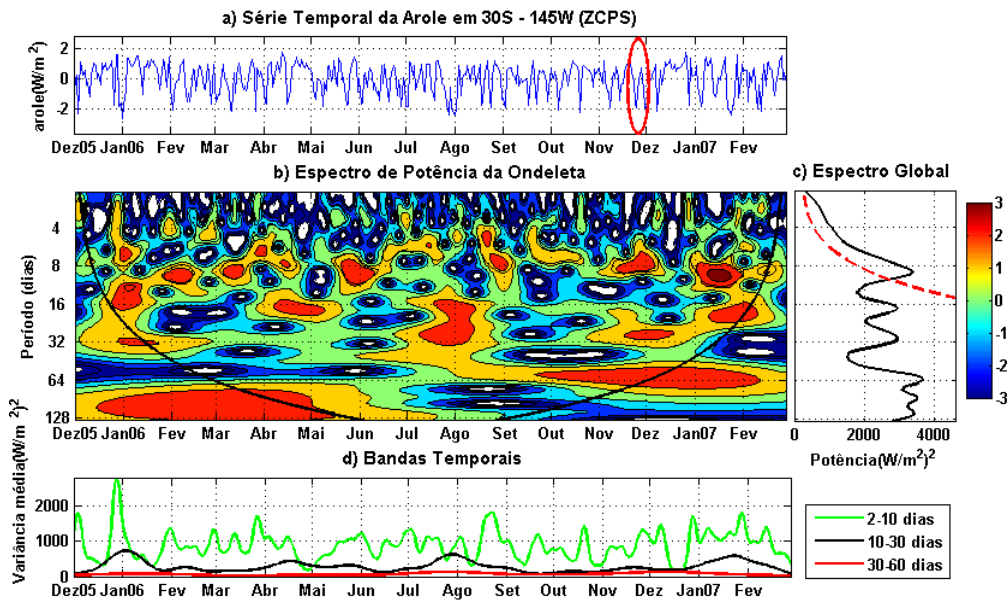 a) Série Temporal da Arole em 30S - 145W (ZCPS)
arole(W/m²)
2
0
-2
Dez05 Jan06 Fev Mar Abr Mai Jun Jul Ago Set Out Nov Dez Jan07 Fev
b) Espectro de Potência da Ondeleta
Período (dias)
4
8
16
32
64
128
Dez05 Jan06 Fev Mar Abr Mai Jun Jul Ago Set Out Nov Dez Jan07 Fev
c) Espectro Global
0 2000 4000
Potência(W/m²)²
3
2
1
0
-1
-2
-3
d) Bandas Temporais
Variância média(W/m²)²
2000
1000
0
Dez05 Jan06 Fev Mar Abr Mai Jun Jul Ago Set Out Nov Dez Jan07 Fev
2-10 dias
10-30 dias
30-60 dias